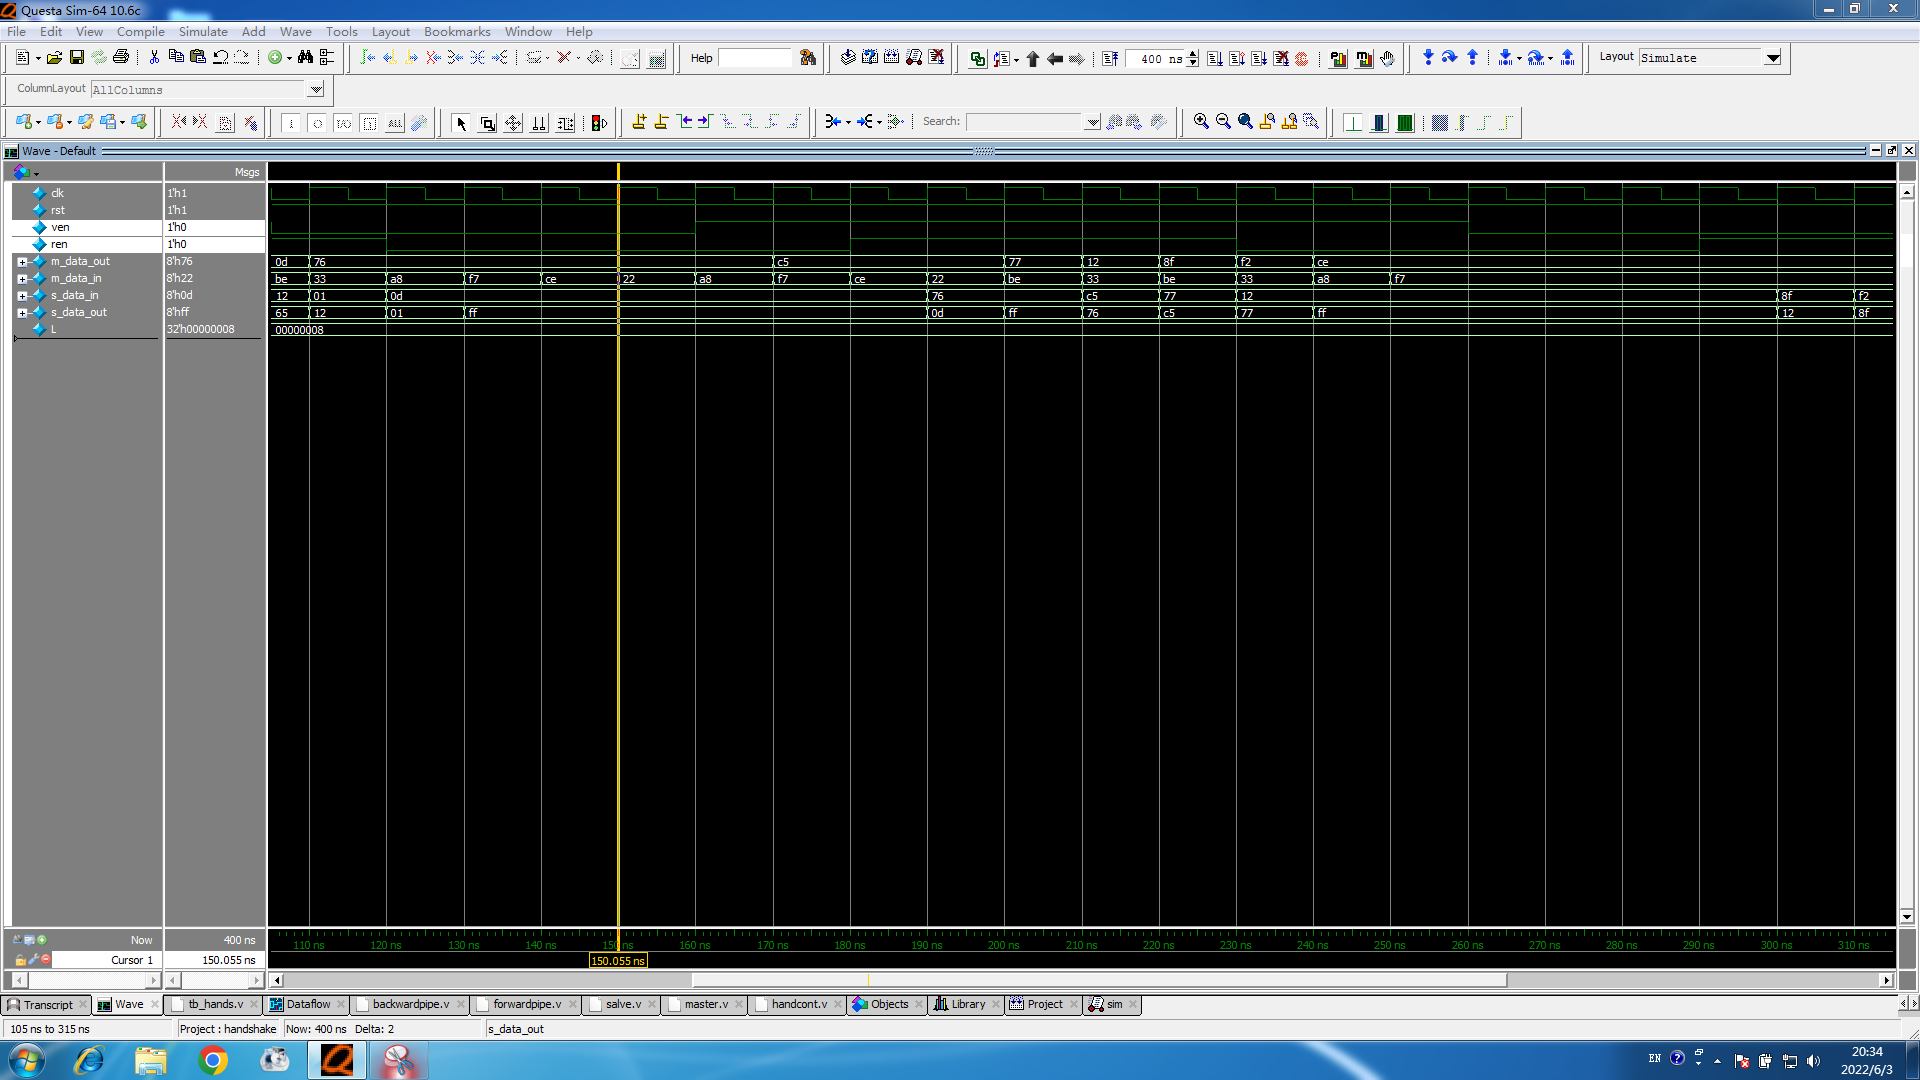 Questa Sim-64 10.6c
File Edit View Compile Simulate Add Wave Tools Layout Bookmarks Window Help
Help 400 ns Layout Simulate
ColumnLayout AllColumns
Search:
Wave - Default
Msgs
clk 1'h1
rst 1'h1
ven 1'h0
ren 1'h0
m_data_out 8'h76 0d 76 c5 77 12 8f f2 ce
m_data_in 8'h22 be 33 a8 f7 ce 22 a8 f7 ce 22 be 33 be 33 a8 f7
s_data_in 8'h0d 12 01 0d 76 c5 77 12 8f f2
s_data_out 8'hff 65 12 01 ff 0d ff 76 c5 77 ff 12 8f
L 32'h00000008 00000008
Now 400 ns 110 ns 120 ns 130 ns 140 ns 150 ns 160 ns 170 ns 180 ns 190 ns 200 ns 210 ns 220 ns 230 ns 240 ns 250 ns 260 ns 270 ns 280 ns 290 ns 300 ns 310 ns
Cursor 1 150.055 ns 150.055 ns
Transcript Wave tb_hands.v Dataflow backwardpipe.v forwardpipe.v salve.v master.v handcont.v Objects Library Project sim
105 ns to 315 ns Project : handshake Now: 400 ns Delta: 2 s_data_out
EN 20:34
2022/6/3